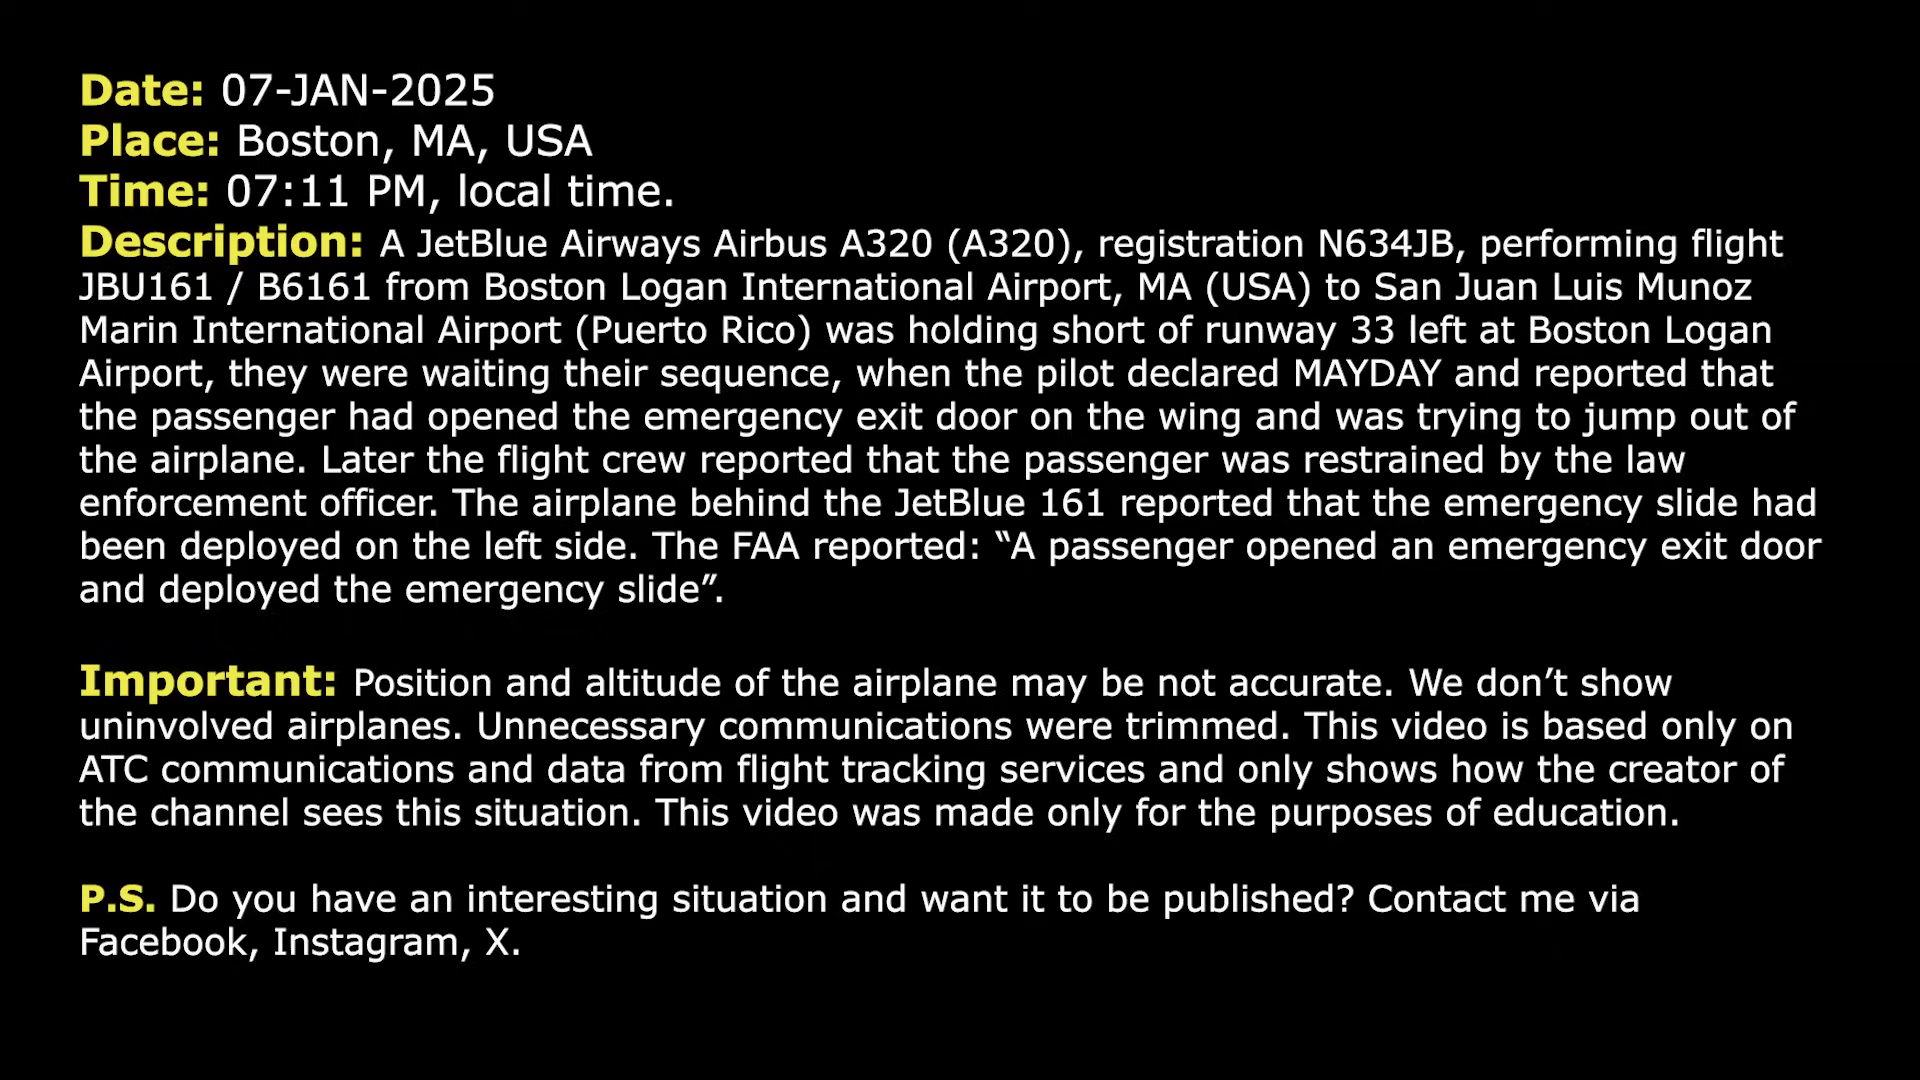 Date: 07-JAN-2025
Place: Boston, MA, USA
Time: 07:11 PM, local time.
Description: A JetBlue Airways Airbus A320 (A320), registration N634JB, performing flight
JBU161 / B6161 from Boston Logan International Airport, MA (USA) to San Juan Luis Munoz
Marin International Airport (Puerto Rico) was holding short of runway 33 left at Boston Logan
Airport, they were waiting their sequence, when the pilot declared MAYDAY and reported that
the passenger had opened the emergency exit door on the wing and was trying to jump out of
the airplane. Later the flight crew reported that the passenger was restrained by the law
enforcement officer. The airplane behind the JetBlue 161 reported that the emergency slide had
been deployed on the left side. The FAA reported: “A passenger opened an emergency exit door
and deployed the emergency slide”.
Important: Position and altitude of the airplane may be not accurate. We don’t show
uninvolved airplanes. Unnecessary communications were trimmed. This video is based only on
ATC communications and data from flight tracking services and only shows how the creator of
the channel sees this situation. This video was made only for the purposes of education.
P.S. Do you have an interesting situation and want it to be published? Contact me via
Facebook, Instagram, X.